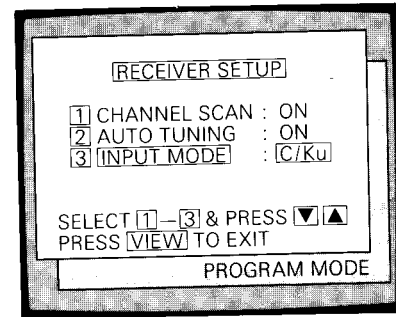 RECEIVER SETUP
1 CHANNEL SCAN : ON
2 AUTO TUNING : ON
3 INPUT MODE : C/Ku
SELECT 1–3 & PRESS ▼ ▲
PRESS VIEW TO EXIT
PROGRAM MODE